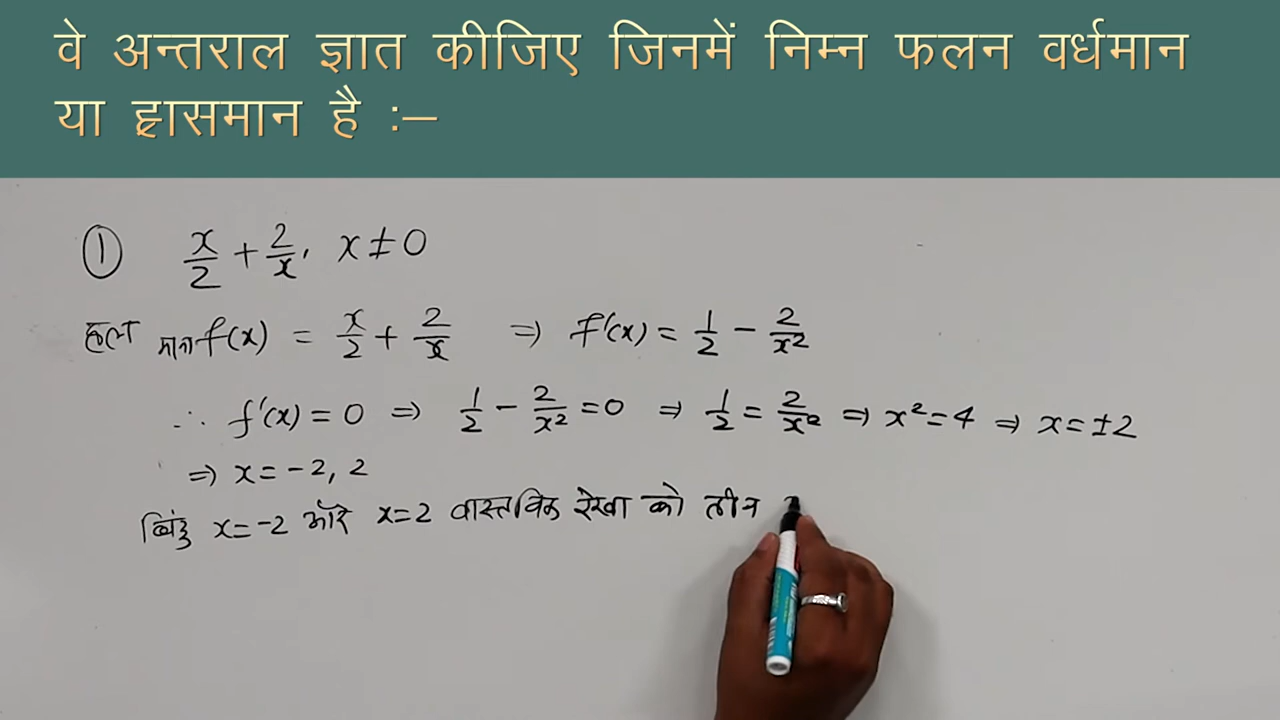 वे अन्तराल ज्ञात कीजिए जिनमें निम्न फलन वर्धमान
या ह्रासमान है :–
① x/2 + 2/x, x ≠ 0
हल माना f(x) = x/2 + 2/x ⇒ f'(x) = 1/2 − 2/x²
∴ f'(x) = 0 ⇒ 1/2 − 2/x² = 0 ⇒ 1/2 = 2/x² ⇒ x² = 4 ⇒ x = ±2
⇒ x = −2, 2
बिंदु x = −2 और x = 2 वास्तविक रेखा को तीन